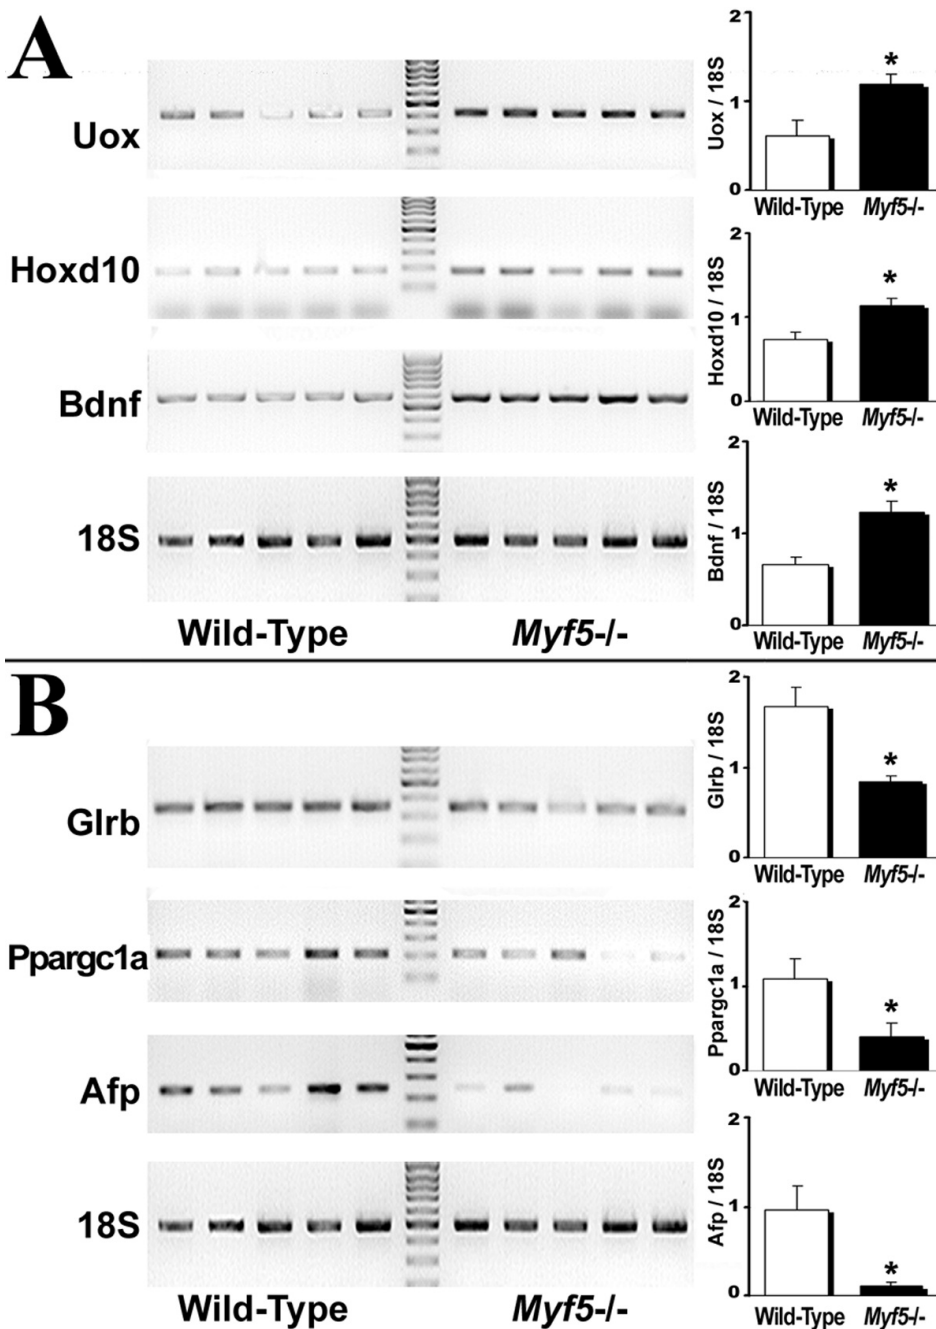 A
Uox
Hoxd10
Bdnf
18S
Wild-Type Myf5-/-
2
1
0
Uox / 18S
*
Wild-Type Myf5-/-
2
1
0
Hoxd10 / 18S
*
Wild-Type Myf5-/-
2
1
0
Bdnf / 18S
*
Wild-Type Myf5-/-
B
Glrb
Ppargc1a
Afp
18S
Wild-Type Myf5-/-
2
1
0
Glrb / 18S
*
Wild-Type Myf5-/-
2
1
0
Ppargc1a / 18S
*
Wild-Type Myf5-/-
2
1
0
Afp / 18S
*
Wild-Type Myf5-/-